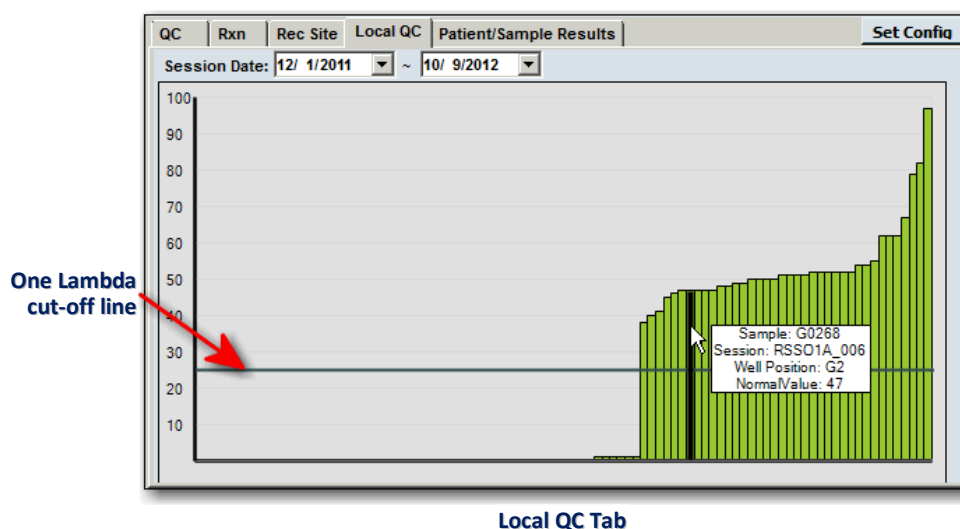 QC Rxn Rec Site Local QC Patient/Sample Results Set Config
Session Date: 12/ 1/2011 ~ 10/ 9/2012
100
90
80
70
60
50
40
30
20
10
One Lambda
cut-off line
Sample: G0268
Session: RSSO1A_006
Well Position: G2
NormalValue: 47
Local QC Tab